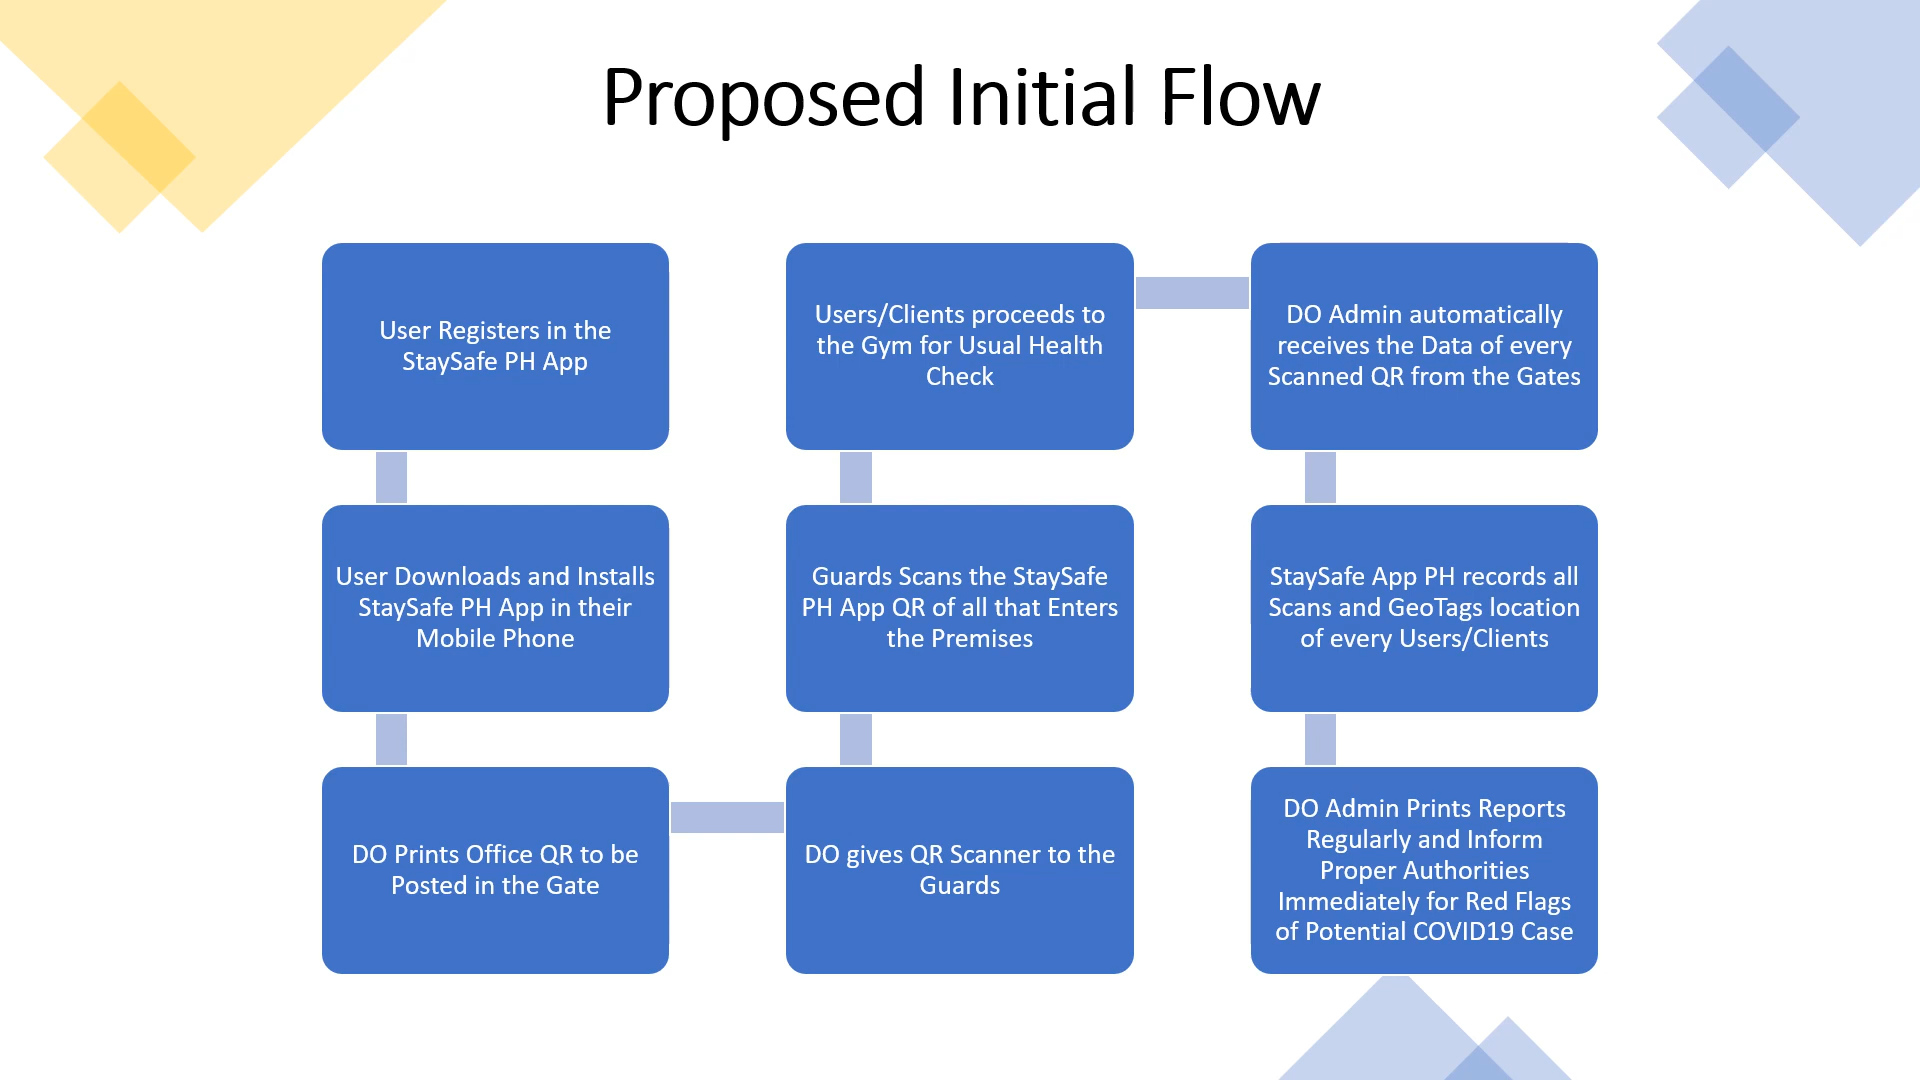 Proposed Initial Flow
User Registers in the
StaySafe PH App
User Downloads and Installs
StaySafe PH App in their
Mobile Phone
DO Prints Office QR to be
Posted in the Gate
DO gives QR Scanner to the
Guards
Guards Scans the StaySafe
PH App QR of all that Enters
the Premises
Users/Clients proceeds to
the Gym for Usual Health
Check
DO Admin automatically
receives the Data of every
Scanned QR from the Gates
StaySafe App PH records all
Scans and GeoTags location
of every Users/Clients
DO Admin Prints Reports
Regularly and Inform
Proper Authorities
Immediately for Red Flags
of Potential COVID19 Case